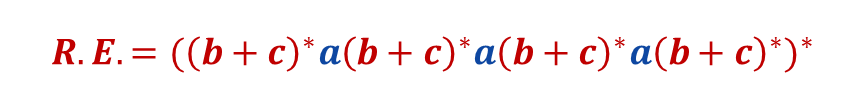 R. E. = ((b + c)*a(b + c)*a(b + c)*a(b + c)*)*